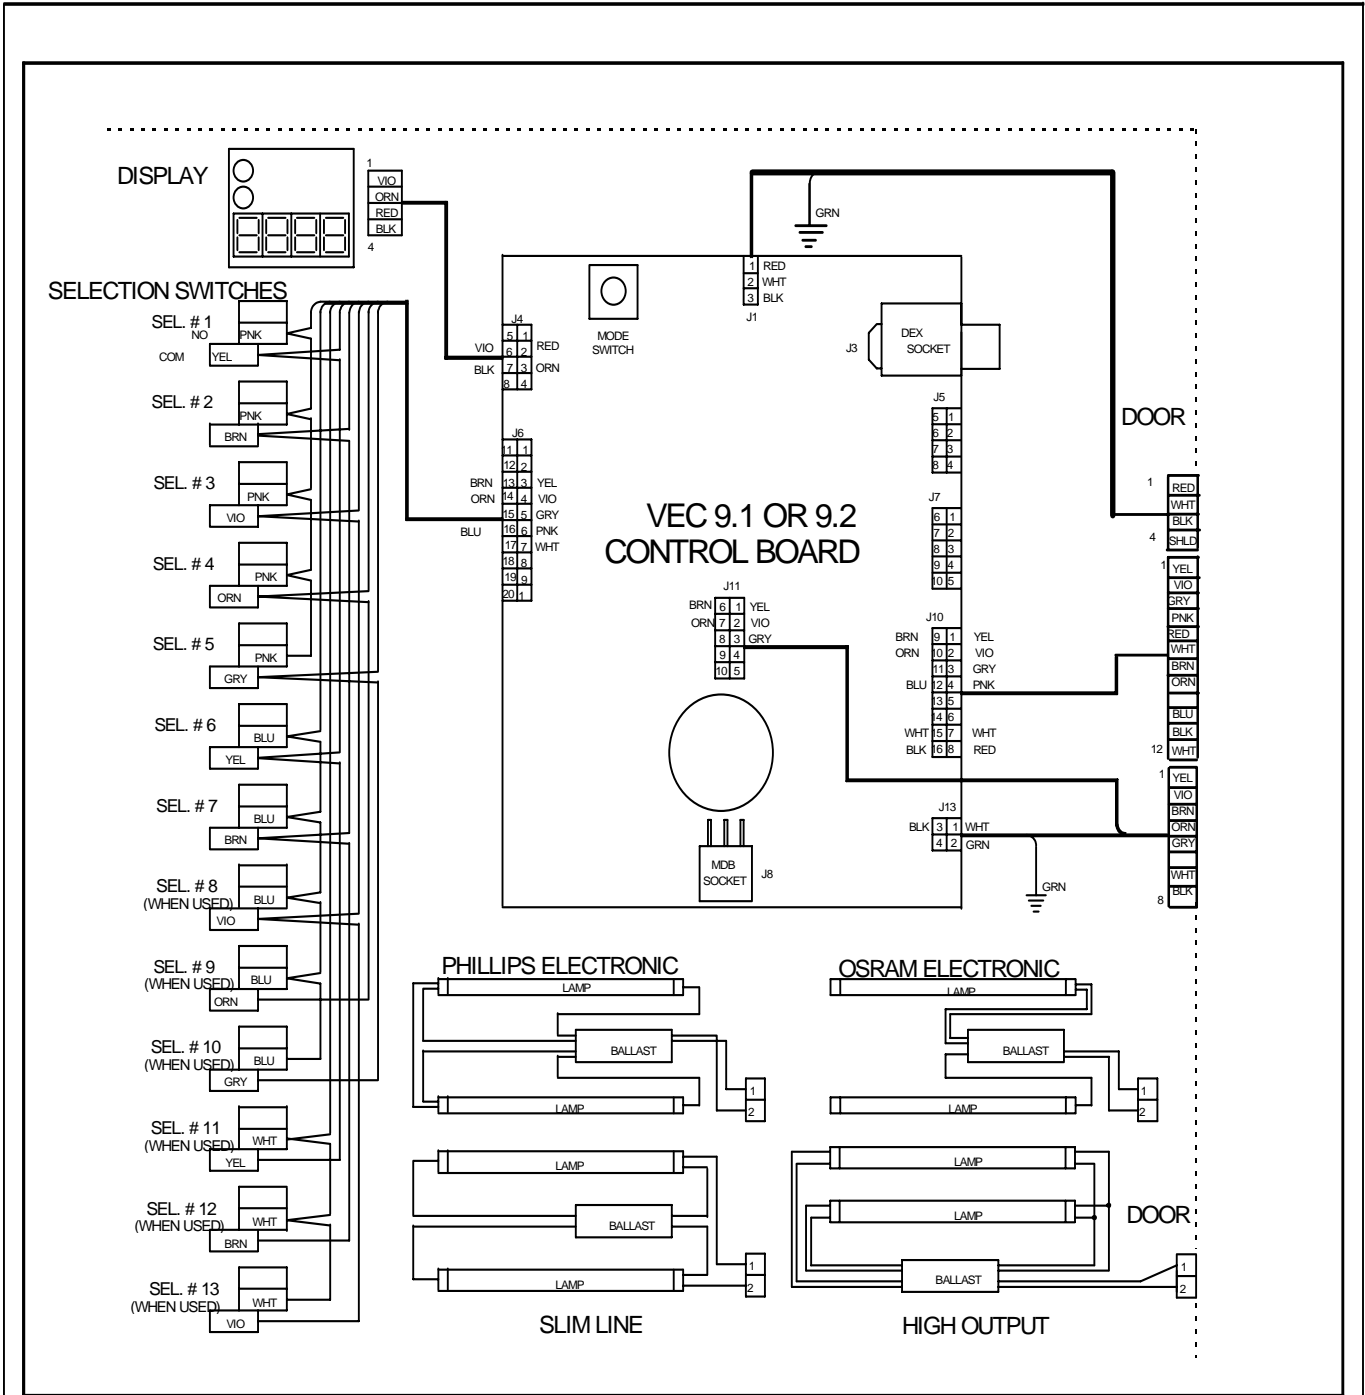 DISPLAY
1
VIO
ORN
RED
BLK
4
GRN
SELECTION SWITCHES
SEL. # 1
NO
PNK
COM
YEL
SEL. # 2
PNK
BRN
SEL. # 3
PNK
VIO
SEL. # 4
PNK
ORN
SEL. # 5
PNK
GRY
SEL. # 6
BLU
YEL
SEL. # 7
BLU
BRN
SEL. # 8
(WHEN USED)
BLU
VIO
SEL. # 9
(WHEN USED)
BLU
ORN
SEL. # 10
(WHEN USED)
BLU
GRY
SEL. # 11
(WHEN USED)
WHT
YEL
SEL. # 12
(WHEN USED)
WHT
BRN
SEL. # 13
(WHEN USED)
WHT
VIO
MODE
SWITCH
1 RED
2 WHT
3 BLK
J1
J4
5 1
VIO 6 2 RED
BLK 7 3 ORN
8 4
J3
DEX
SOCKET
J6
11 1
12 2
BRN 13 3 YEL
ORN 14 4 VIO
15 5 GRY
BLU 16 6 PNK
17 7 WHT
18 8
19 9
20 1
J5
5 1
6 2
7 3
8 4
VEC 9.1 OR 9.2
CONTROL BOARD
J7
6 1
7 2
8 3
9 4
10 5
J11
BRN 6 1 YEL
ORN 7 2 VIO
8 3 GRY
9 4
10 5
J10
BRN 9 1 YEL
ORN 10 2 VIO
11 3 GRY
BLU 12 4 PNK
13 5
14 6
WHT 15 7 WHT
BLK 16 8 RED
J13
BLK 3 1 WHT
4 2 GRN
GRN
MDB
SOCKET
J8
DOOR
1 RED
WHT
BLK
4 SHLD
1 YEL
VIO
GRY
PNK
RED
WHT
BRN
ORN
BLU
BLK
12 WHT
1 YEL
VIO
BRN
ORN
GRY
WHT
8 BLK
PHILLIPS ELECTRONIC
LAMP
BALLAST
1
2
LAMP
OSRAM ELECTRONIC
LAMP
BALLAST
1
2
LAMP
LAMP
BALLAST
1
2
LAMP
SLIM LINE
LAMP
LAMP
DOOR
BALLAST
1
2
HIGH OUTPUT